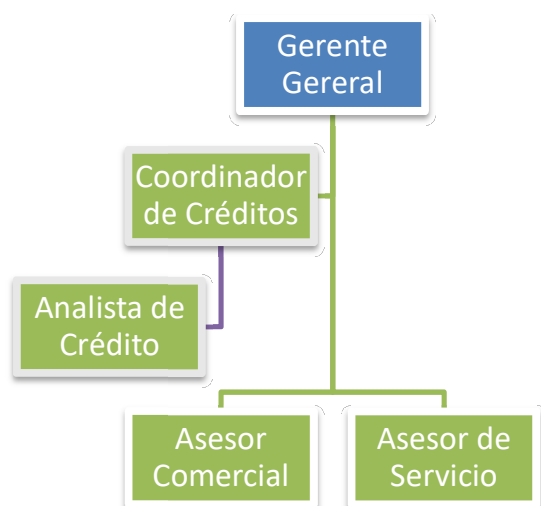 Gerente
Gereral
Coordinador
de Créditos
Analista de
Crédito
Asesor
Comercial
Asesor de
Servicio